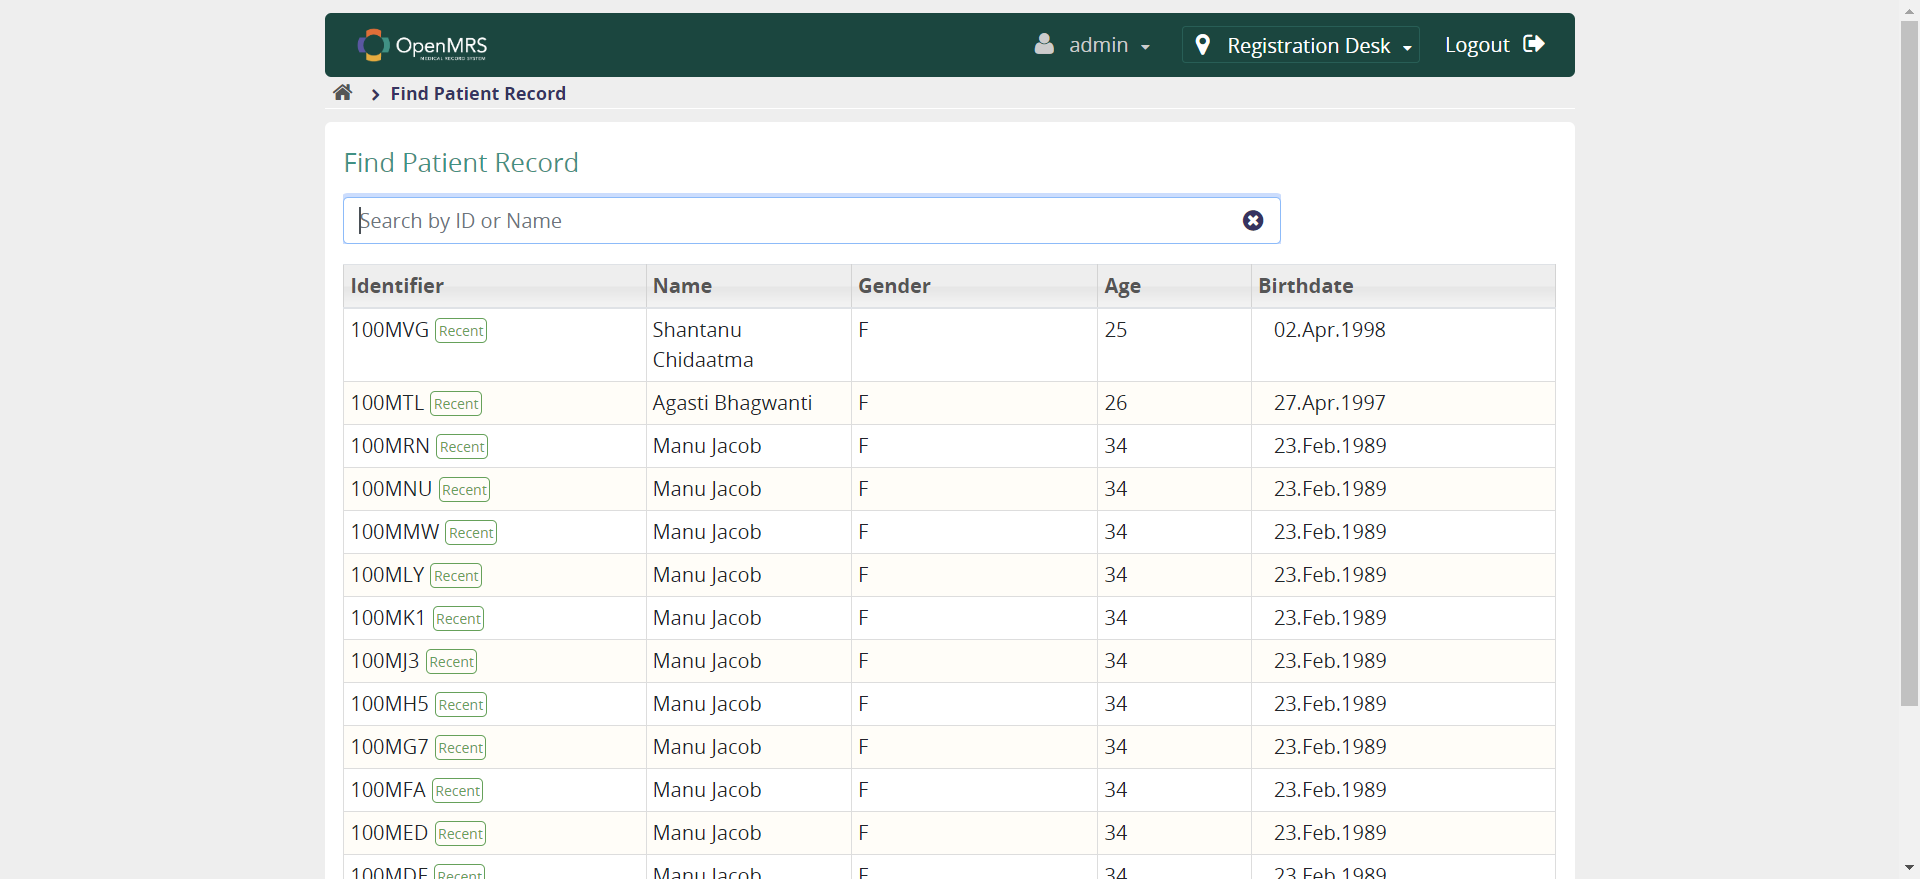 OpenMRS
MEDICAL RECORD SYSTEM
admin Registration Desk Logout
Find Patient Record
Find Patient Record
Search by ID or Name
Identifier Name Gender Age Birthdate
100MVG Recent Shantanu Chidaatma F 25 02.Apr.1998
100MTL Recent Agasti Bhagwanti F 26 27.Apr.1997
100MRN Recent Manu Jacob F 34 23.Feb.1989
100MNU Recent Manu Jacob F 34 23.Feb.1989
100MMW Recent Manu Jacob F 34 23.Feb.1989
100MLY Recent Manu Jacob F 34 23.Feb.1989
100MK1 Recent Manu Jacob F 34 23.Feb.1989
100MJ3 Recent Manu Jacob F 34 23.Feb.1989
100MH5 Recent Manu Jacob F 34 23.Feb.1989
100MG7 Recent Manu Jacob F 34 23.Feb.1989
100MFA Recent Manu Jacob F 34 23.Feb.1989
100MED Recent Manu Jacob F 34 23.Feb.1989
Recent Manu Jacob F 34 23.Feb.1989